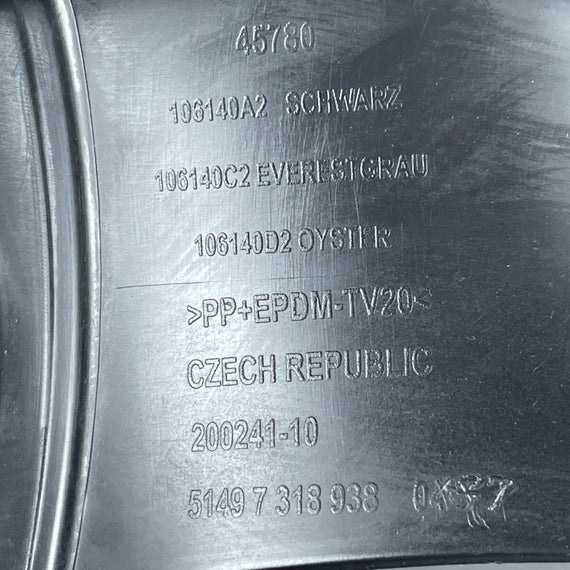 45780
106140A2 SCHWARZ
106140C2 EVERESTGRAU
106140D2 OYSTER
>PP+EPDM-TV20<
CZECH REPUBLIC
200241-10
5149 7 318 938